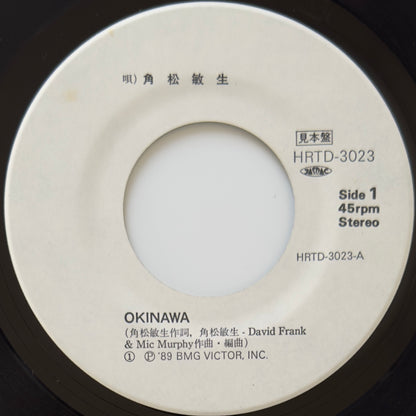 唄) 角松敏生
見本盤
HRTD-3023
Side 1
45rpm
Stereo
HRTD-3023-A
OKINAWA
(角松敏生作詞, 角松敏生・David Frank
& Mic Murphy作曲・編曲)
① Ⓟ '89 BMG VICTOR, INC.